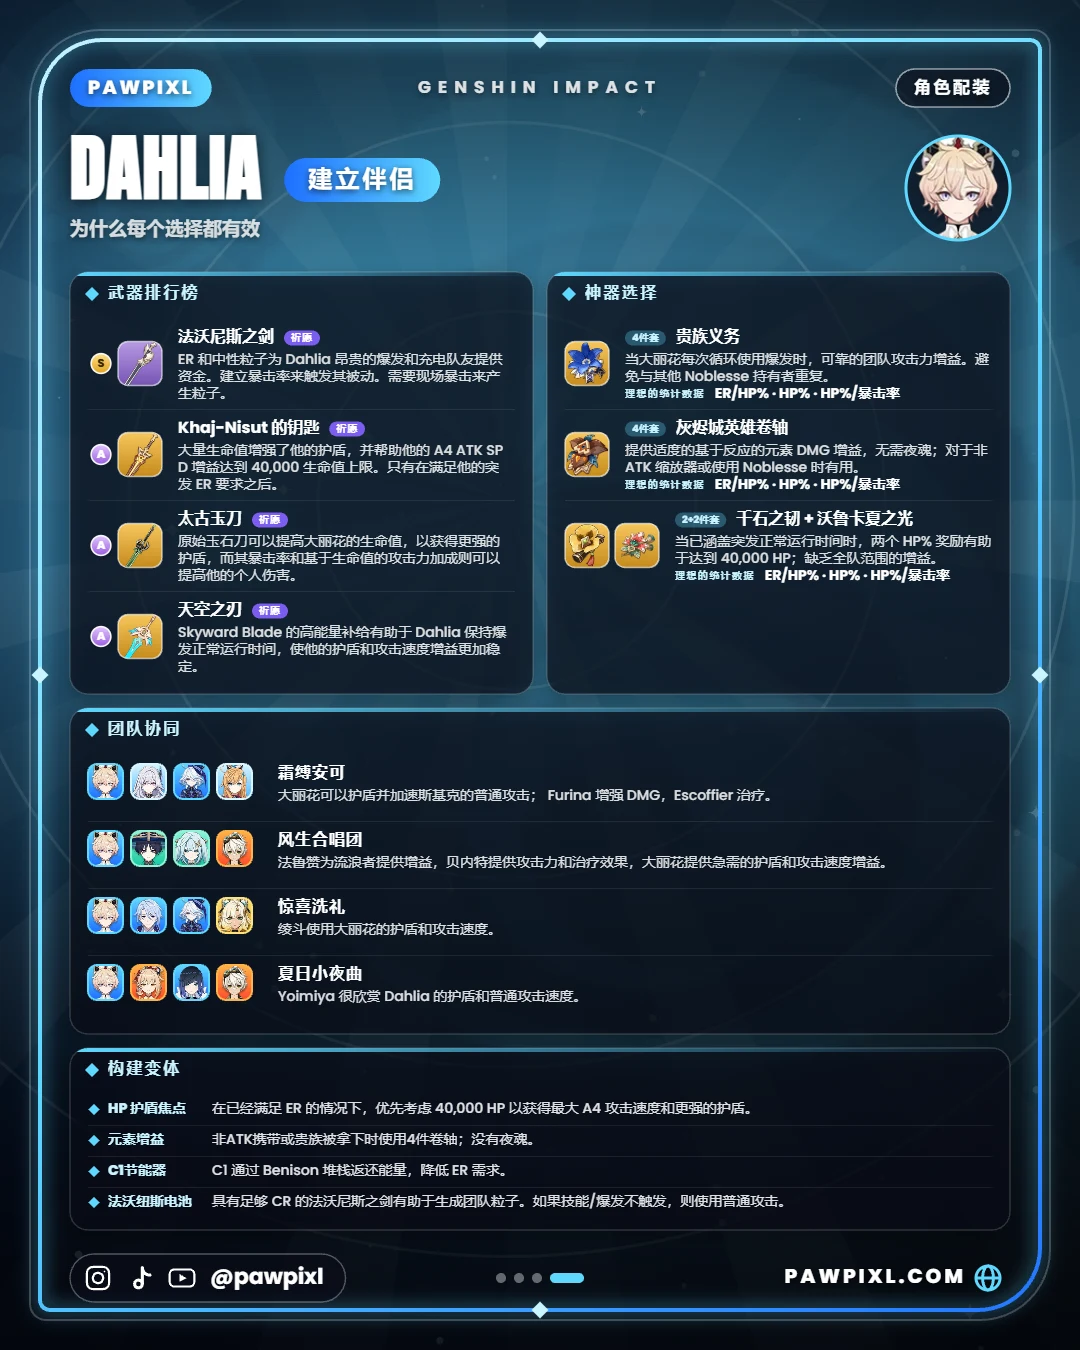 PAWPIXL
GENSHIN IMPACT
角色配装
DAHLIA
建立伴侣
为什么每个选择都有效
武器排行榜
S
法沃尼斯之剑 祈愿
ER 和中性粒子为 Dahlia 昂贵的爆发和充电队友提供
资金。建立暴击率来触发其被动。需要现场暴击来产
生粒子。
A
Khaj-Nisut 的钥匙 祈愿
大量生命值增强了他的护盾，并帮助他的 A4 ATK SP
D 增益达到 40,000 生命值上限。只有在满足他的突
发 ER 要求之后。
A
太古玉刀 祈愿
原始玉石刀可以提高大丽花的生命值，以获得更强的
护盾，而其暴击率和基于生命值的攻击力加成则可以
提高他的个人伤害。
A
天空之刃 祈愿
Skyward Blade 的高能量补给有助于 Dahlia 保持爆
发正常运行时间，使他的护盾和攻击速度增益更加稳
定。
神器选择
4件套 贵族义务
当大丽花每次循环使用爆发时，可靠的团队攻击力增益。避
免与其他 Noblesse 持有者重复。
理想的统计数据 ER/HP% · HP% · HP%/暴击率
4件套 灰烬城英雄卷轴
提供适度的基于反应的元素 DMG 增益，无需夜魂；对于非
ATK 缩放器或使用 Noblesse 时有用。
理想的统计数据 ER/HP% · HP% · HP%/暴击率
2+2件套 千石之韧 + 沃鲁卡夏之光
当已涵盖突发正常运行时间时，两个 HP% 奖励有助
于达到 40,000 HP；缺乏全队范围的增益。
理想的统计数据 ER/HP% · HP% · HP%/暴击率
团队协同
霜缚安可
大丽花可以护盾并加速斯基克的普通攻击； Furina 增强 DMG，Escoffier 治疗。
风生合唱团
法鲁赞为流浪者提供增益，贝内特提供攻击力和治疗效果，大丽花提供急需的护盾和攻击速度增益。
惊喜洗礼
绫斗使用大丽花的护盾和攻击速度。
夏日小夜曲
Yoimiya 很欣赏 Dahlia 的护盾和普通攻击速度。
构建变体
HP 护盾焦点 在已经满足 ER 的情况下，优先考虑 40,000 HP 以获得最大 A4 攻击速度和更强的护盾。
元素增益 非ATK携带或贵族被拿下时使用4件卷轴；没有夜魂。
C1节能器 C1 通过 Benison 堆栈返还能量，降低 ER 需求。
法沃纽斯电池 具有足够 CR 的法沃尼斯之剑有助于生成团队粒子。如果技能/爆发不触发，则使用普通攻击。
@pawpixl
PAWPIXL.COM